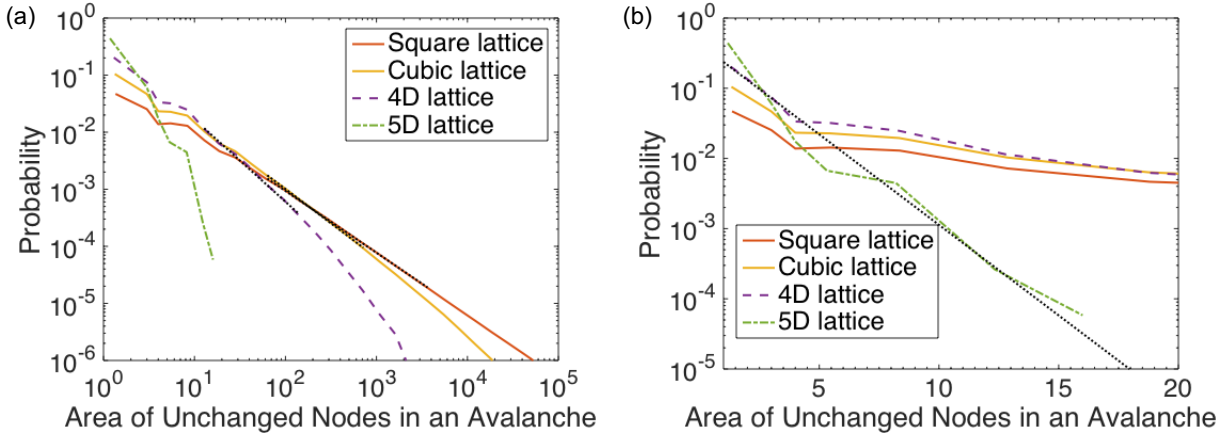 (a)
10^0
10^-1
10^-2
10^-3
10^-4
10^-5
10^-6
Probability
Square lattice
Cubic lattice
4D lattice
5D lattice
10^0 10^1 10^2 10^3 10^4 10^5
Area of Unchanged Nodes in an Avalanche
(b)
10^0
10^-1
10^-2
10^-3
10^-4
10^-5
Probability
Square lattice
Cubic lattice
4D lattice
5D lattice
5 10 15 20
Area of Unchanged Nodes in an Avalanche